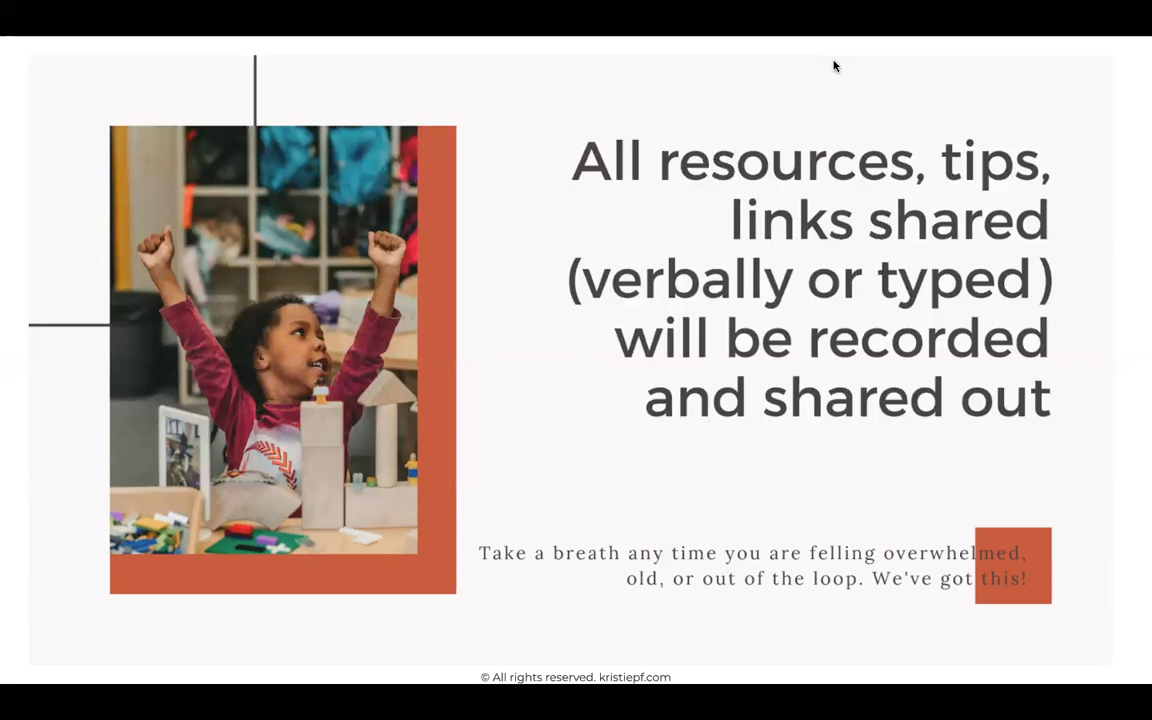 All resources, tips,
links shared
(verbally or typed)
will be recorded
and shared out
Take a breath any time you are felling overwhelmed,
old, or out of the loop. We've got this!
© All rights reserved. kristiepf.com